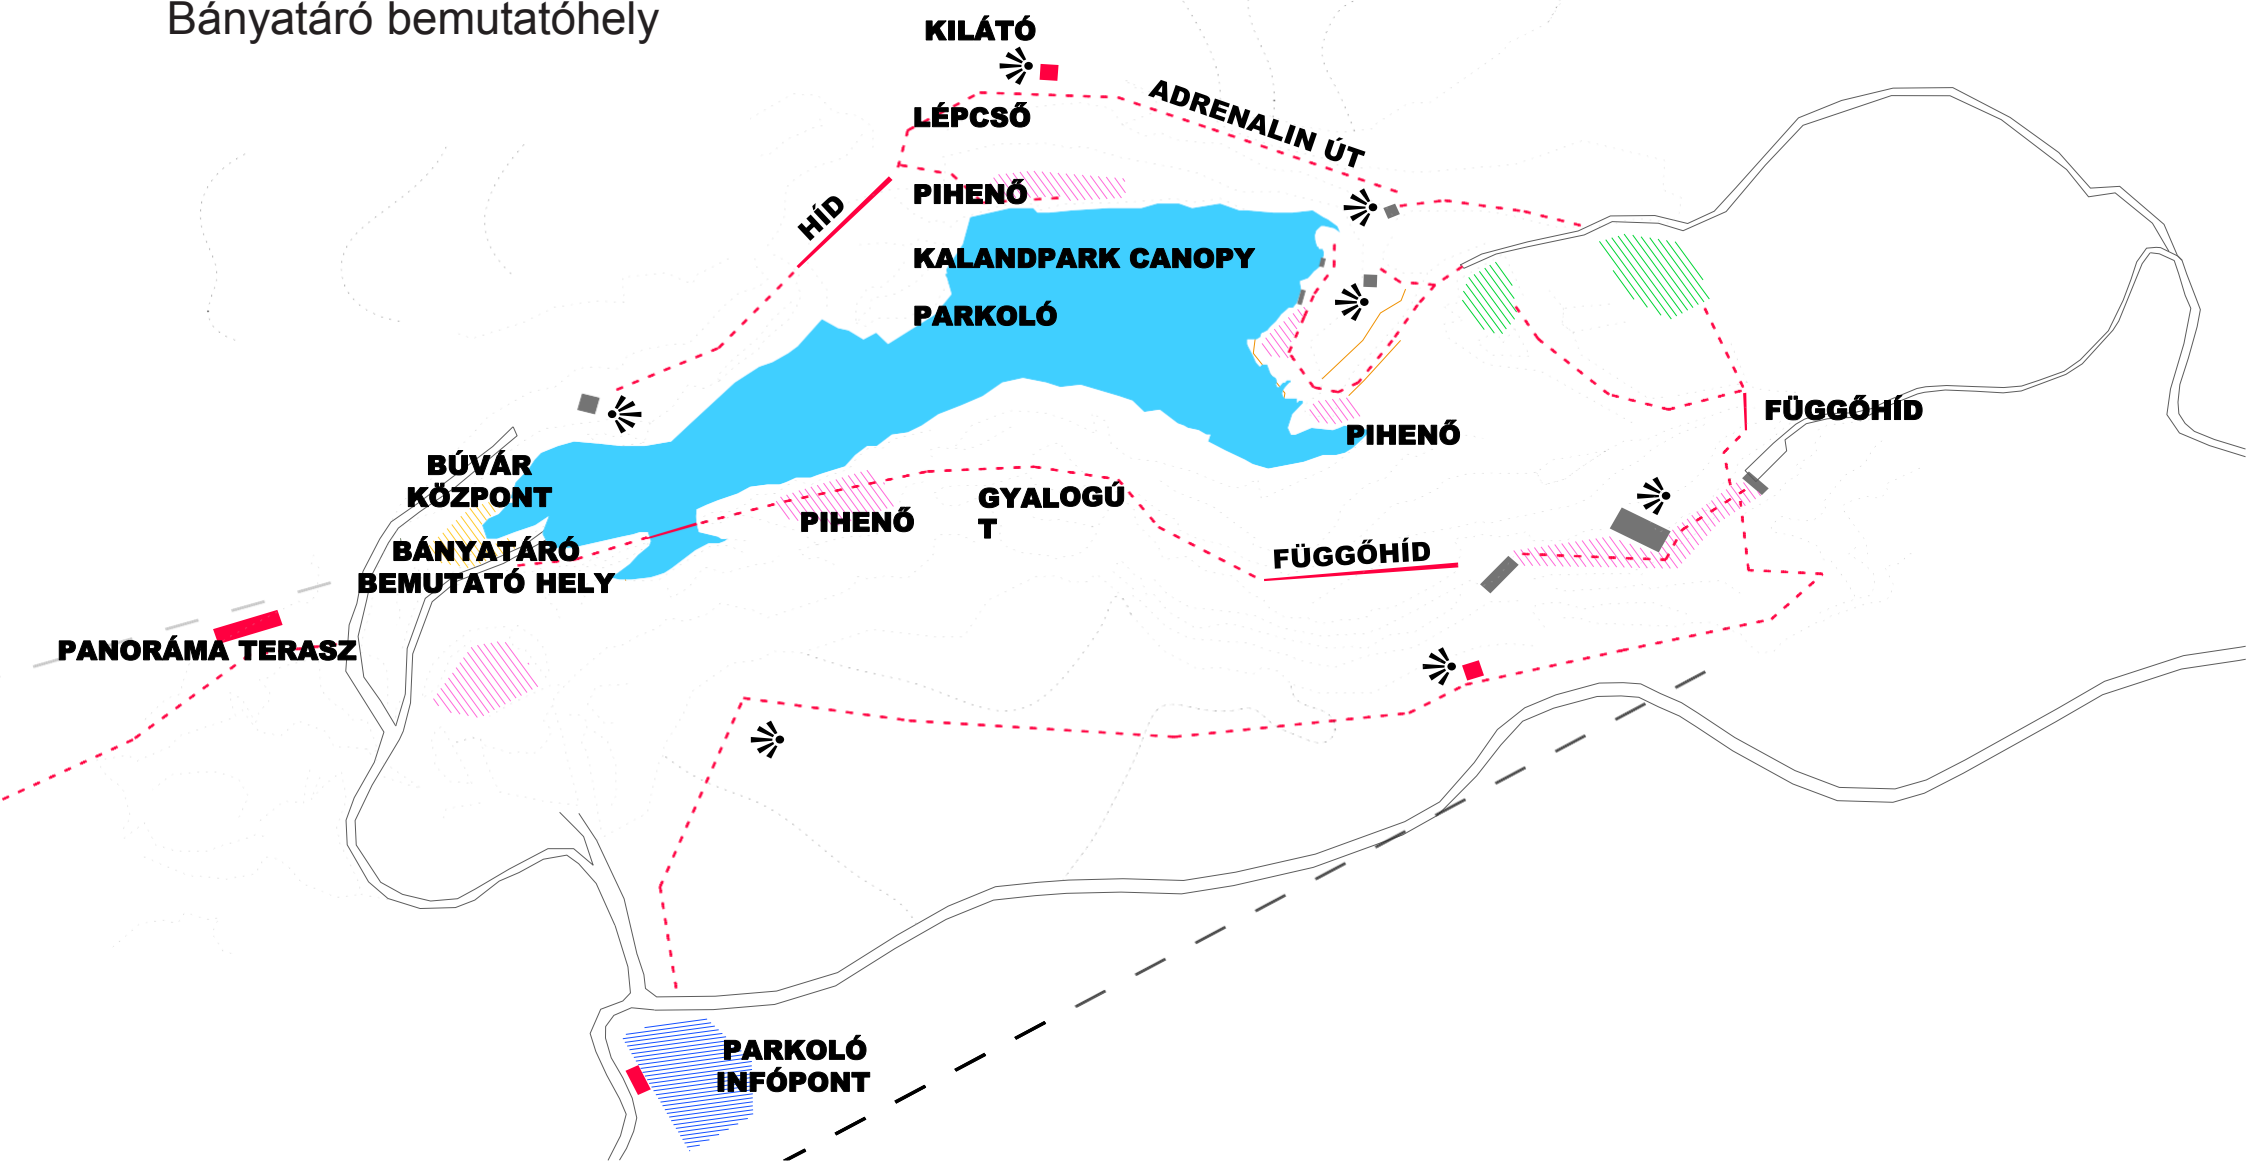 Bányatáró bemutatóhely
KILÁTÓ
ADRENALIN ÚT
LÉPCSŐ
PIHENŐ
HÍD
KALANDPARK CANOPY
PARKOLÓ
FÜGGŐHÍD
PIHENŐ
BÚVÁR
KÖZPONT
GYALOGÚ
T
PIHENŐ
BÁNYATÁRÓ
BEMUTATÓ HELY
FÜGGŐHÍD
PANORÁMA TERASZ
PARKOLÓ
INFÓPONT